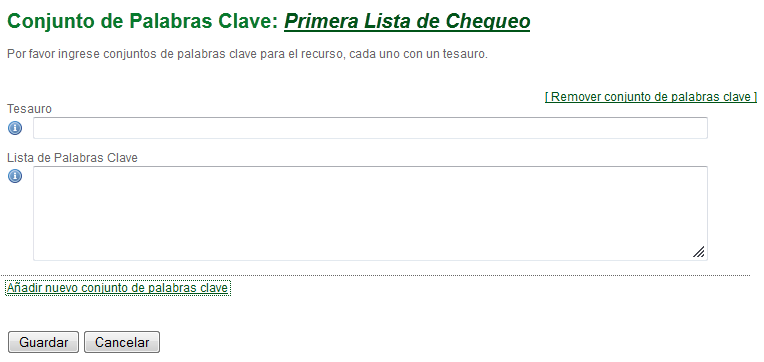 Conjunto de Palabras Clave: Primera Lista de Chequeo
Por favor ingrese conjuntos de palabras clave para el recurso, cada uno con un tesauro.
[ Remover conjunto de palabras clave ]
Tesauro
Lista de Palabras Clave
Añadir nuevo conjunto de palabras clave
Guardar Cancelar